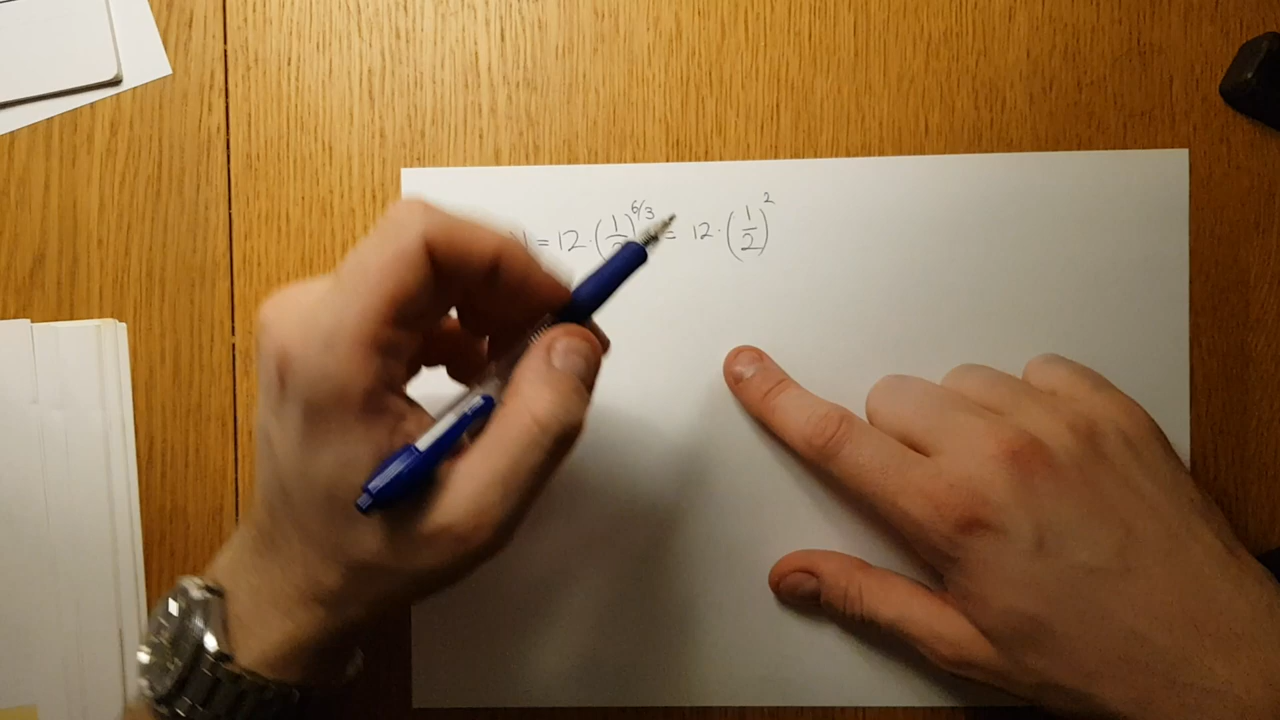 N = 12 · (1/2)^6/3 = 12 · (1/2)^2